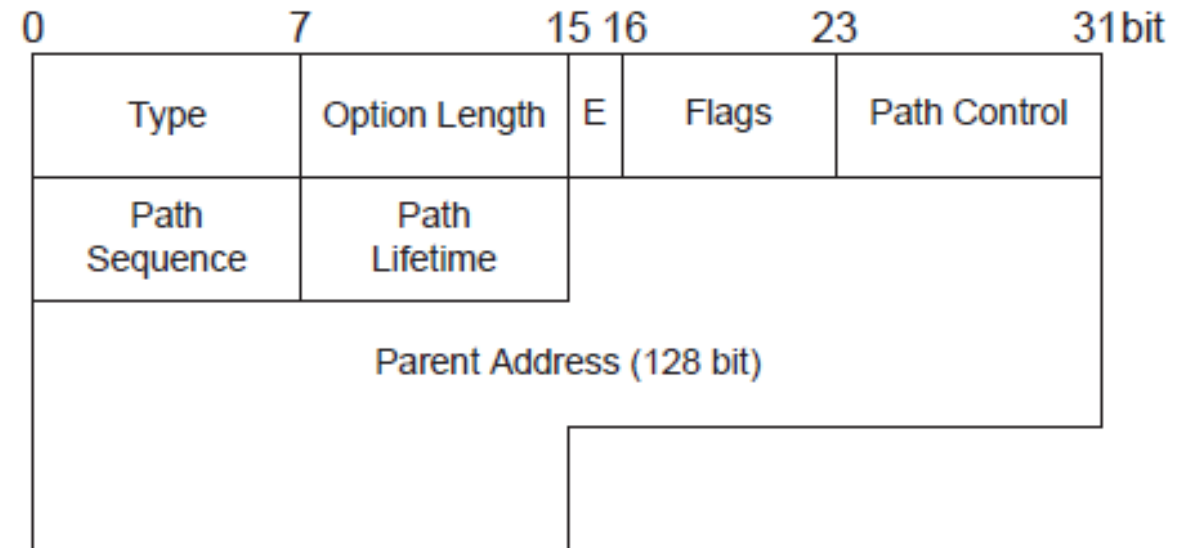 0 7 15 16 23 31bit
Type Option Length E Flags Path Control
Path Path
Sequence Lifetime
Parent Address (128 bit)